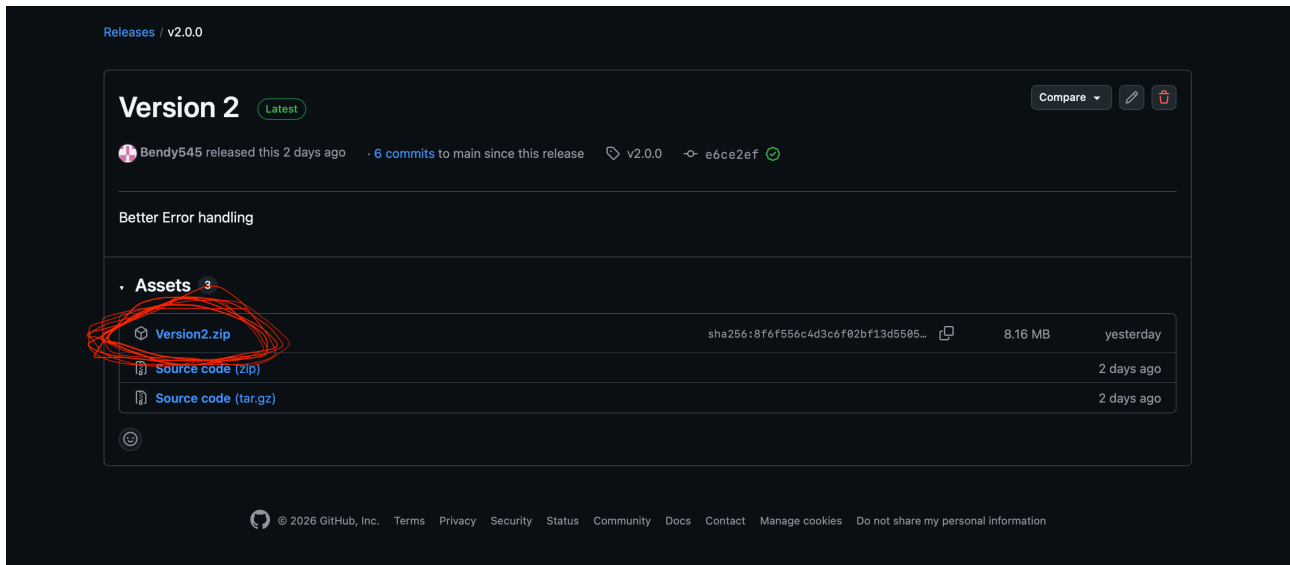 Releases / v2.0.0
Version 2 Latest Compare
Bendy545 released this 2 days ago · 6 commits to main since this release v2.0.0 e6ce2ef
Better Error handling
Assets 3
Version2.zip sha256:8f6f556c4d3c6f02bf13d5505… 8.16 MB yesterday
Source code (zip) 2 days ago
Source code (tar.gz) 2 days ago
© 2026 GitHub, Inc. Terms Privacy Security Status Community Docs Contact Manage cookies Do not share my personal information